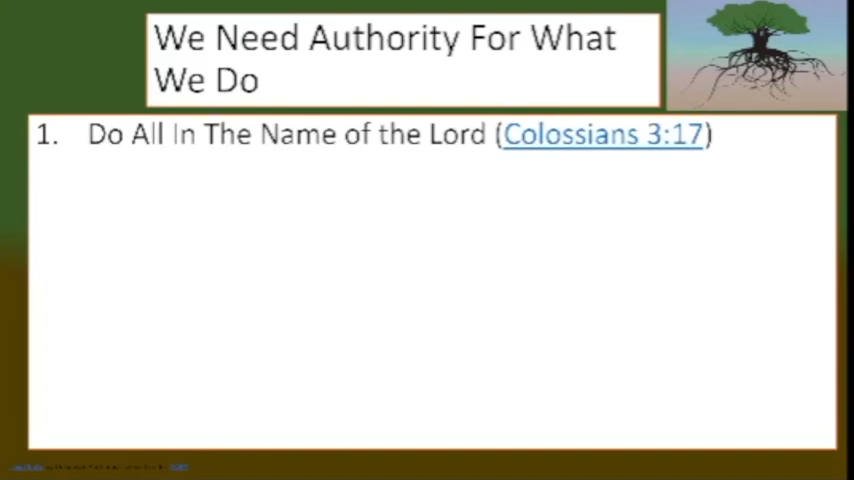 We Need Authority For What
We Do
1. Do All In The Name of the Lord (Colossians 3:17)